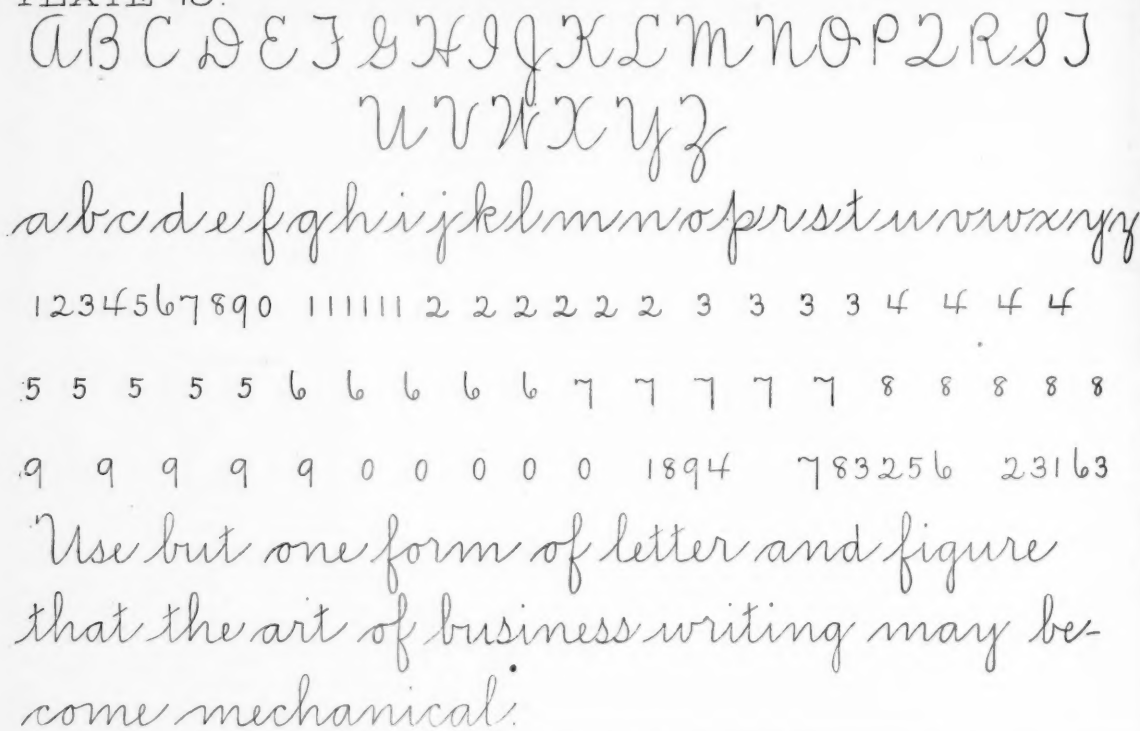 PLATE
A B C D E F G H I J K L M N O P Q R S T
U V W X Y Z
a b c d e f g h i j k l m n o p r s t u v w x y z
1234567890 111111 2 2 2 2 2 2 3 3 3 3 4 4 4 4
5 5 5 5 5 6 6 6 6 6 7 7 7 7 7 8 8 8 8 8
9 9 9 9 9 0 0 0 0 0 1894 783256 23163
Use but one form of letter and figure
that the art of business writing may be-
come mechanical.